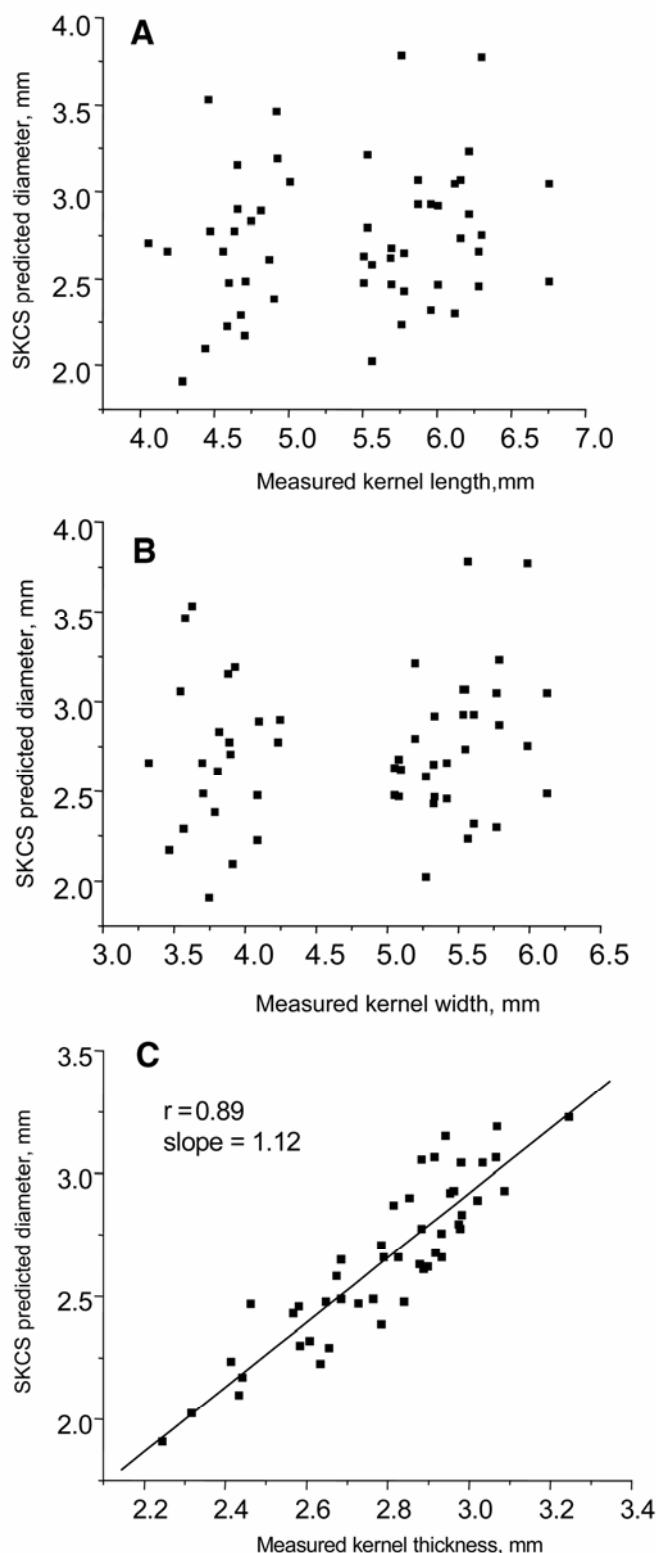 A
4.0
3.5
3.0
2.5
2.0
SKCS predicted diameter, mm
4.0 4.5 5.0 5.5 6.0 6.5 7.0
Measured kernel length,mm
B
4.0
3.5
3.0
2.5
2.0
SKCS predicted diameter, mm
3.0 3.5 4.0 4.5 5.0 5.5 6.0 6.5
Measured kernel width, mm
C
3.5
r = 0.89
slope = 1.12
3.0
2.5
2.0
SKCS predicted diameter, mm
2.2 2.4 2.6 2.8 3.0 3.2 3.4
Measured kernel thickness, mm